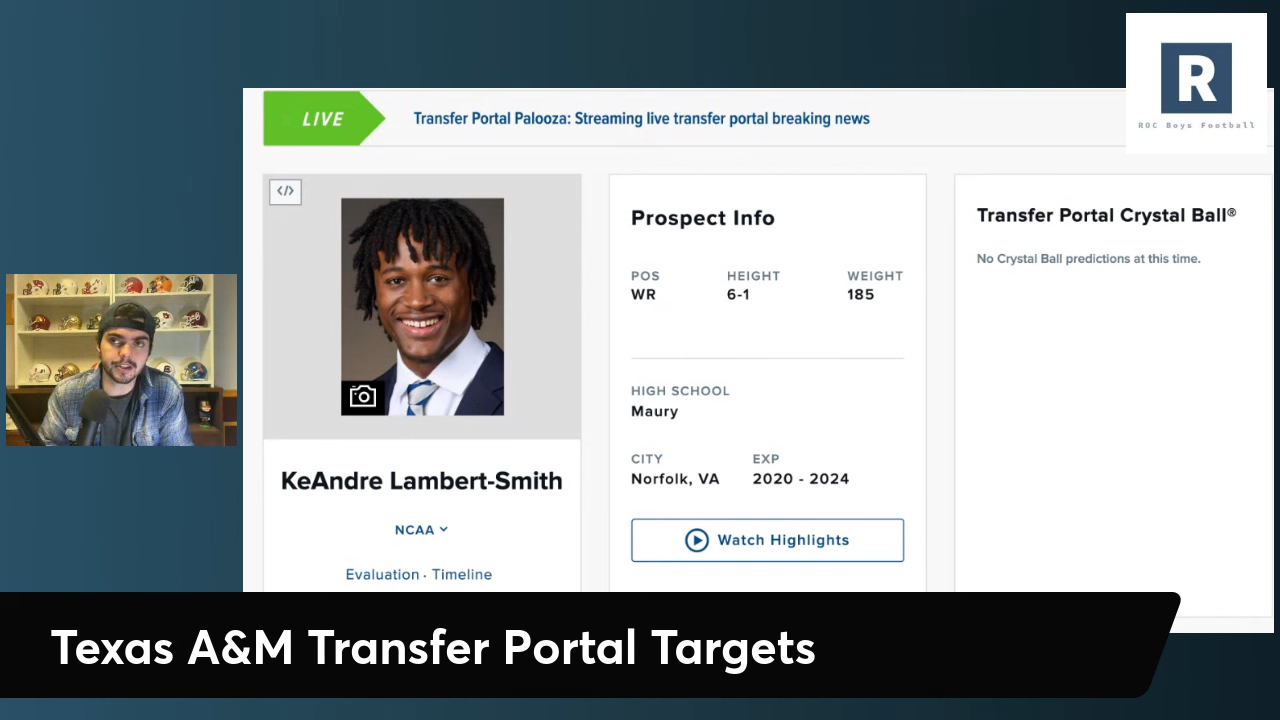 LIVE
Transfer Portal Palooza: Streaming live transfer portal breaking news
R
ROC Boys Football
</>
KeAndre Lambert-Smith
NCAA
Evaluation · Timeline
Prospect Info
POS HEIGHT WEIGHT
WR 6-1 185
HIGH SCHOOL
Maury
CITY EXP
Norfolk, VA 2020 - 2024
Watch Highlights
Transfer Portal Crystal Ball®
No Crystal Ball predictions at this time.
Texas A&M Transfer Portal Targets